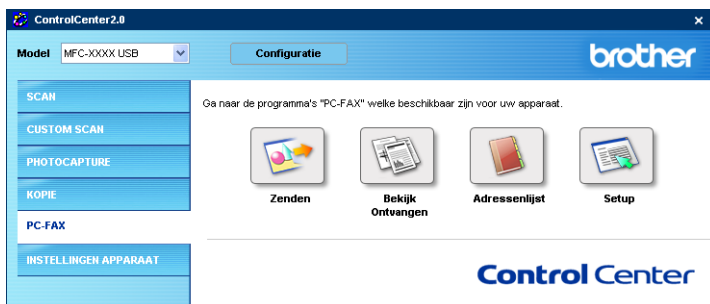 ControlCenter2.0
Model MFC-XXXX USB Configuratie brother
SCAN
CUSTOM SCAN
PHOTOCAPTURE
KOPIE
PC-FAX
INSTELLINGEN APPARAAT
Ga naar de programma's "PC-FAX" welke beschikbaar zijn voor uw apparaat.
Zenden
Bekijk
Ontvangen
Adressenlijst
Setup
Control Center